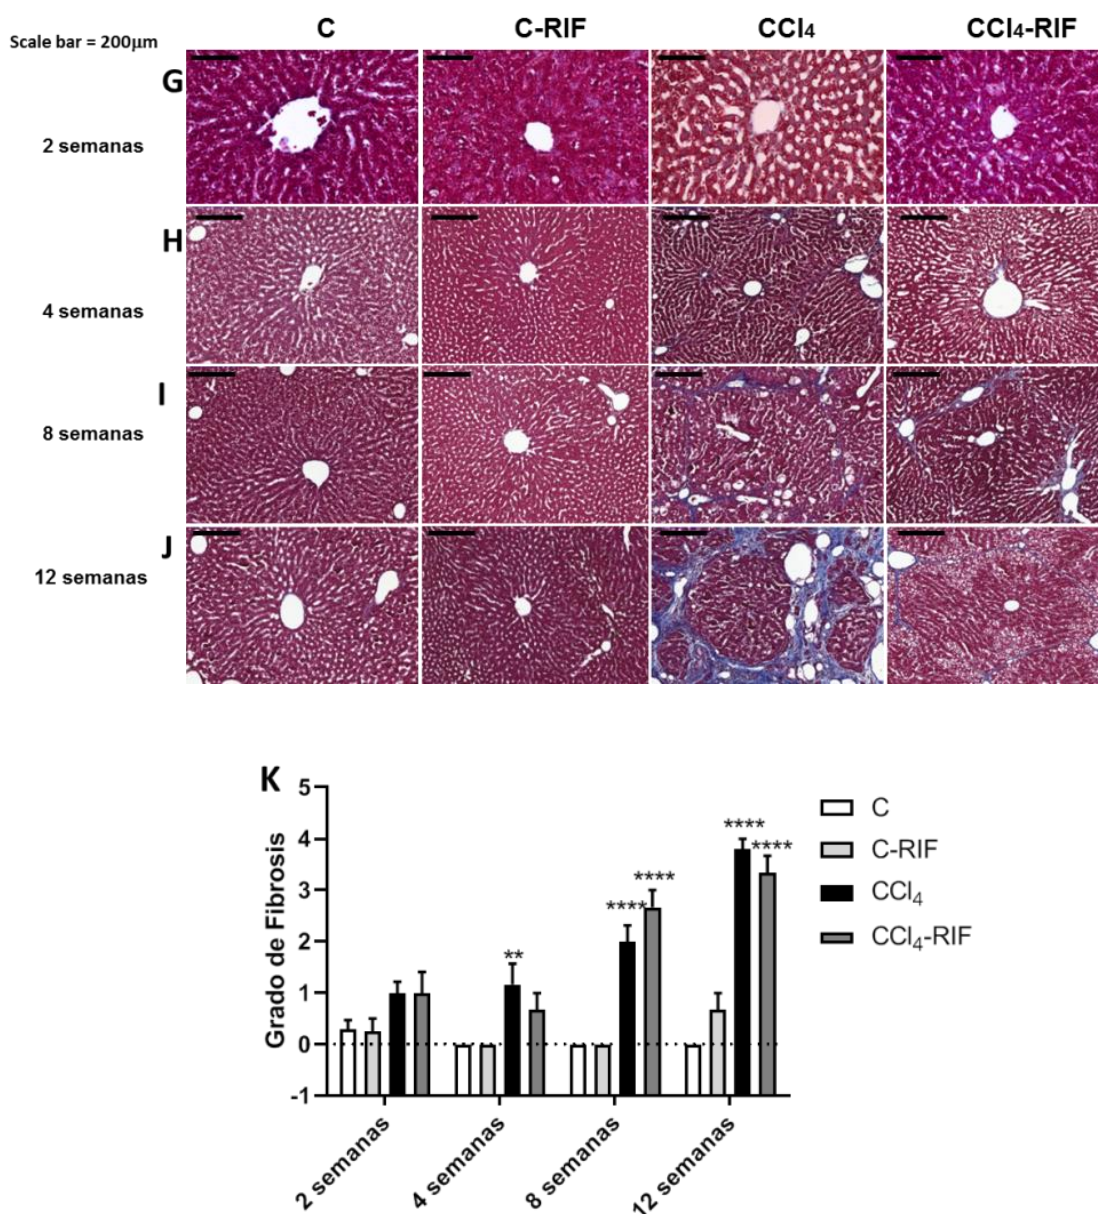 C C-RIF CCl4 CCl4-RIF
Scale bar = 200µm
G
2 semanas
H
4 semanas
I
8 semanas
J
12 semanas
K
Grado de Fibrosis
5
4
3
2
1
0
-1
**
****
****
****
****
2 semanas
4 semanas
8 semanas
12 semanas
C
C-RIF
CCl₄
CCl₄-RIF